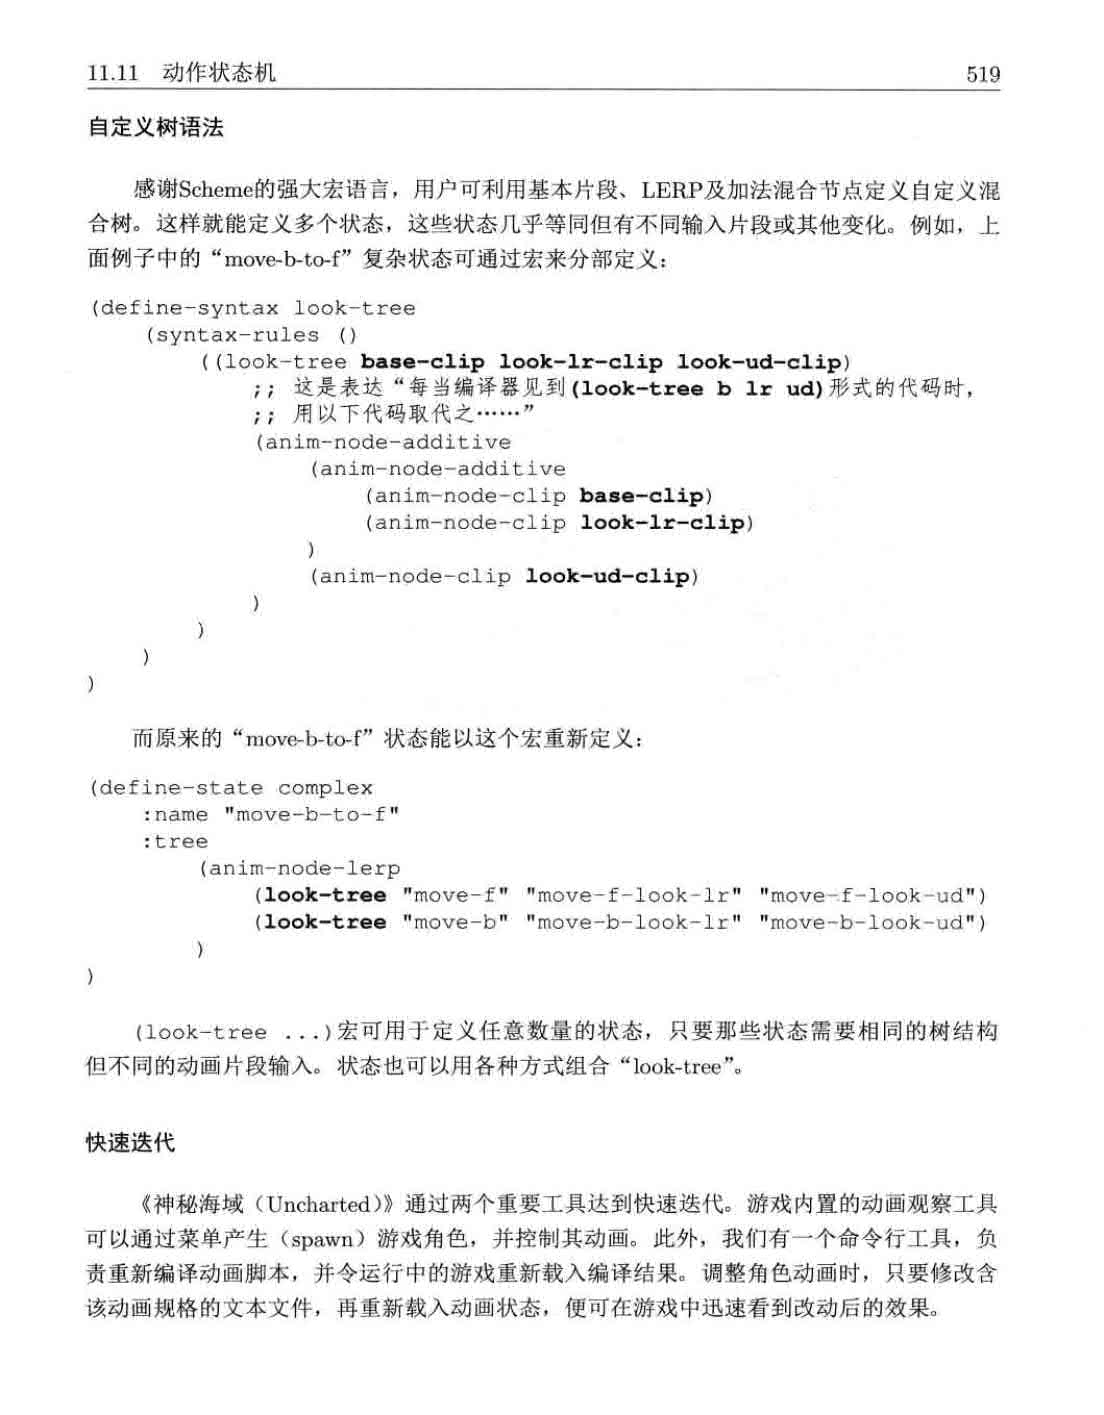 11.11 动作状态机 519
自定义树语法
感谢Scheme的强大宏语言，用户可利用基本片段、LERP及加法混合节点定义自定义混
合树。这样就能定义多个状态，这些状态几乎等同但有不同输入片段或其他变化。例如，上
面例子中的“move-b-to-f”复杂状态可通过宏来分部定义：
(define-syntax look-tree
(syntax-rules ()
((look-tree base-clip look-lr-clip look-ud-clip)
;; 这是表达“每当编译器见到(look-tree b lr ud)形式的代码时，
;; 用以下代码取代之……”
(anim-node-additive
(anim-node-additive
(anim-node-clip base-clip)
(anim-node-clip look-lr-clip)
)
(anim-node-clip look-ud-clip)
)
)
)
)
而原来的“move-b-to-f”状态能以这个宏重新定义：
(define-state complex
:name "move-b-to-f"
:tree
(anim-node-lerp
(look-tree "move-f" "move-f-look-lr" "move-f-look-ud")
(look-tree "move-b" "move-b-look-lr" "move-b-look-ud")
)
)
(look-tree ...)宏可用于定义任意数量的状态，只要那些状态需要相同的树结构
但不同的动画片段输入。状态也可以用各种方式组合“look-tree”。
快速迭代
《神秘海域（Uncharted）》通过两个重要工具达到快速迭代。游戏内置的动画观察工具
可以通过菜单产生（spawn）游戏角色，并控制其动画。此外，我们有一个命令行工具，负
责重新编译动画脚本，并令运行中的游戏重新载入编译结果。调整角色动画时，只要修改含
该动画规格的文本文件，再重新载入动画状态，便可在游戏中迅速看到改动后的效果。